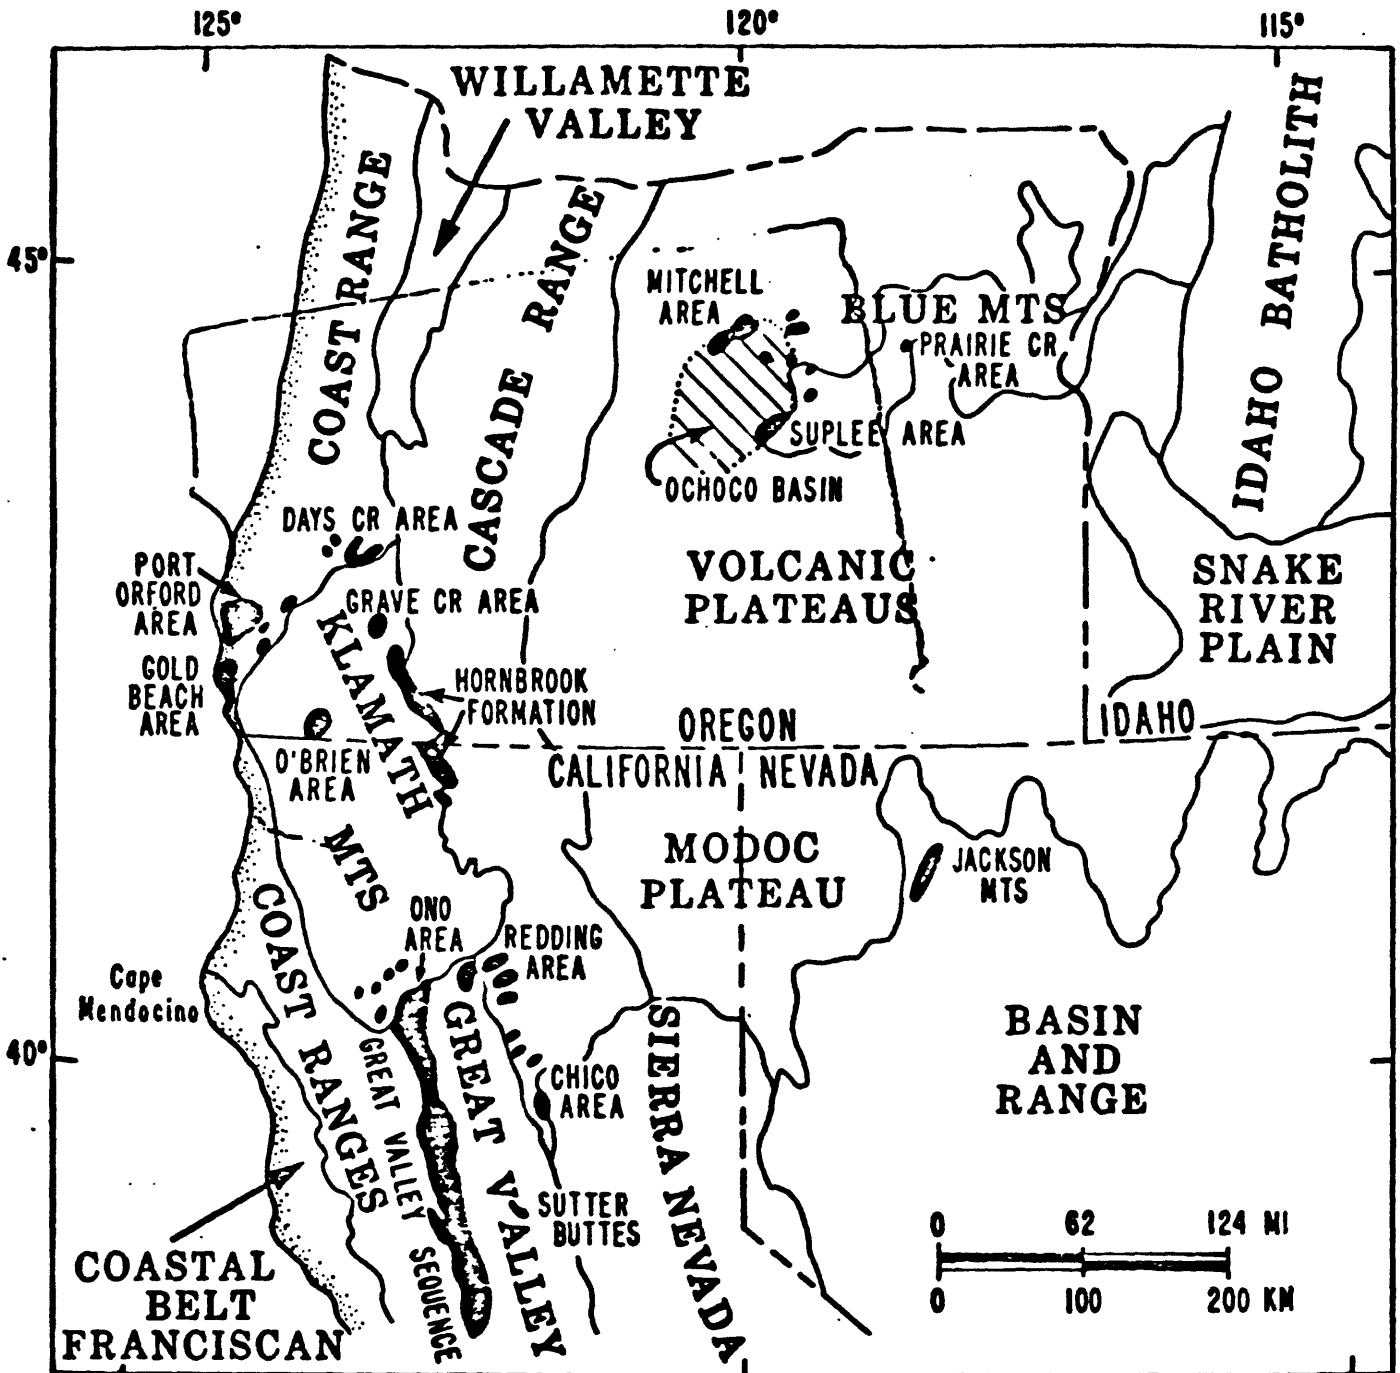 125°
120°
115°
WILLAMETTE
VALLEY
COAST RANGE
CASCADE RANGE
IDAHO BATHOLITH
45°
MITCHELL
AREA
BLUE MTS
PRAIRIE CR
AREA
SUPLEE AREA
OCHOCO BASIN
DAYS CR AREA
PORT
ORFORD
AREA
GRAVE CR AREA
VOLCANIC
PLATEAUS
SNAKE
RIVER
PLAIN
GOLD
BEACH
AREA
KLAMATH
MTS
HORNBROOK
FORMATION
O'BRIEN
AREA
OREGON
IDAHO
CALIFORNIA
NEVADA
MODOC
PLATEAU
JACKSON
MTS
ONO
AREA
REDDING
AREA
COAST RANGES
Cape
Mendocino
40°
GREAT VALLEY SEQUENCE
GREAT VALLEY
CHICO
AREA
SIERRA NEVADA
BASIN
AND
RANGE
SUTTER
BUTTES
COASTAL
BELT
FRANCISCAN
0 62 124 MI
0 100 200 KM